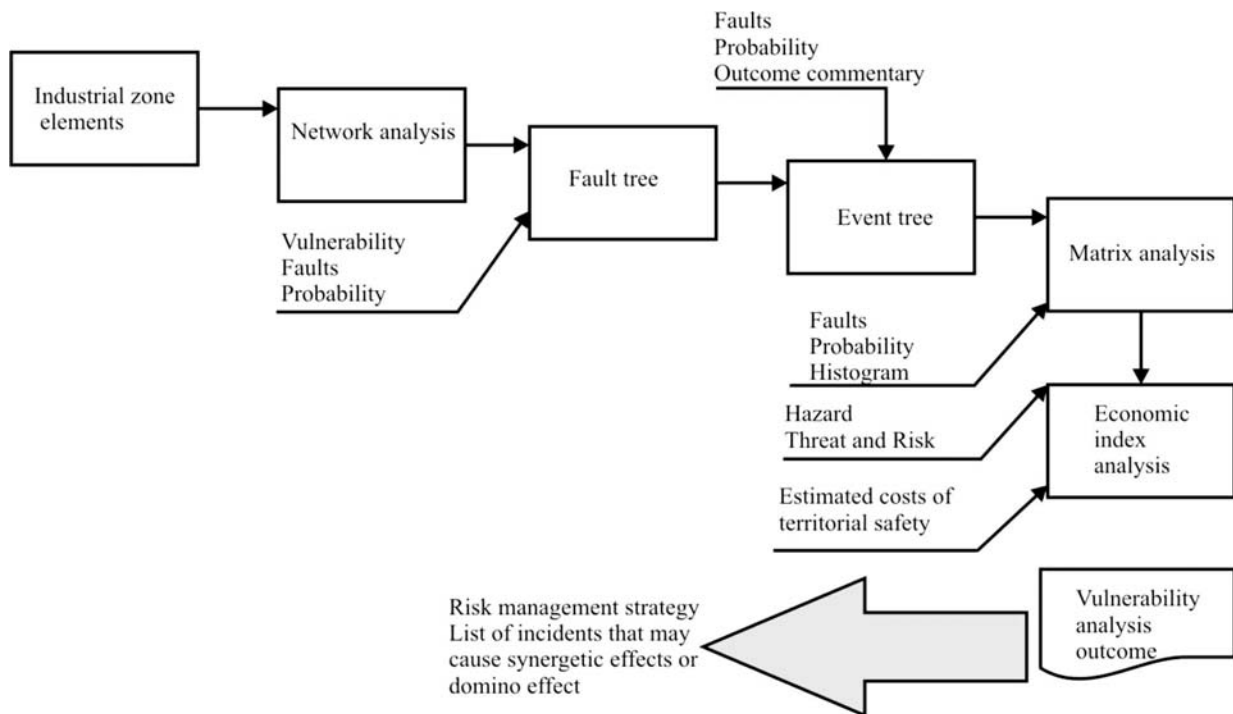 Industrial zone
elements
Network analysis
Vulnerability
Faults
Probability
Fault tree
Faults
Probability
Outcome commentary
Event tree
Faults
Probability
Histogram
Matrix analysis
Hazard
Threat and Risk
Estimated costs of
territorial safety
Economic
index
analysis
Risk management strategy
List of incidents that may
cause synergetic effects or
domino effect
Vulnerability
analysis
outcome